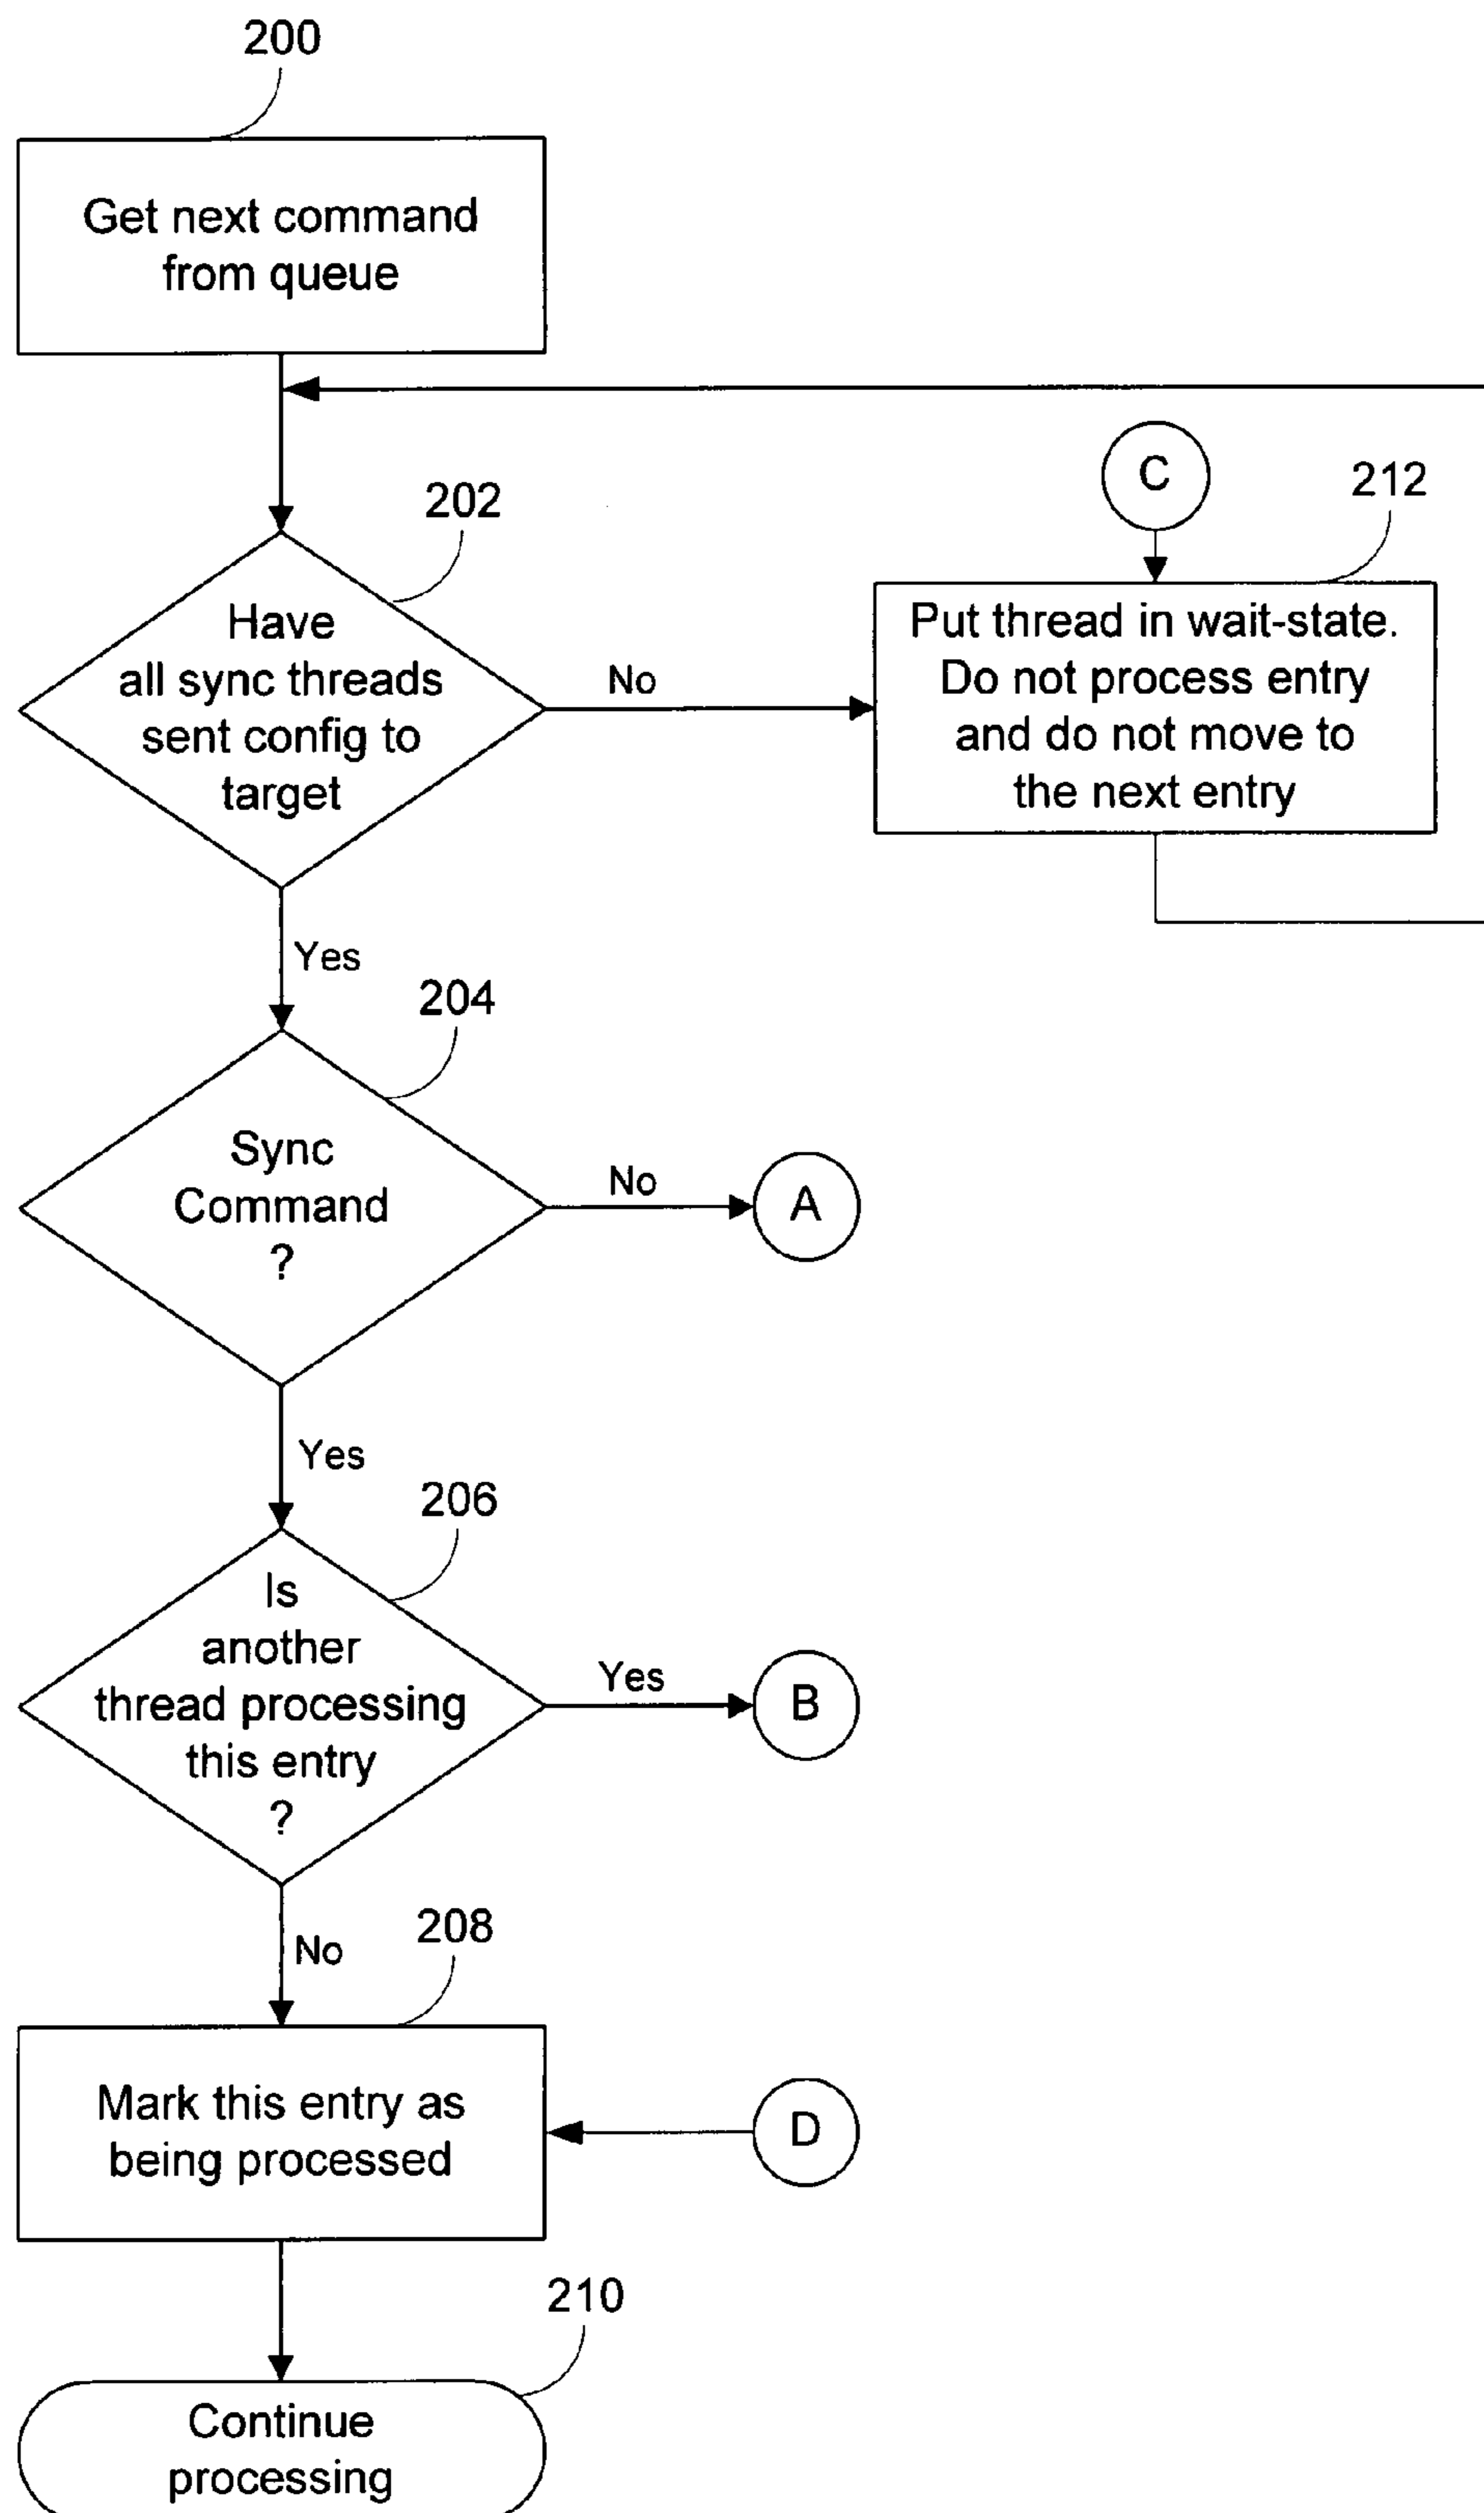 200
Get next command
from queue
202
Have
all sync threads
sent config to
target
No
C
212
Put thread in wait-state.
Do not process entry
and do not move to
the next entry
Yes
204
Sync
Command
?
No
A
Yes
206
Is
another
thread processing
this entry
?
Yes
B
No
208
Mark this entry as
being processed
D
210
Continue
processing